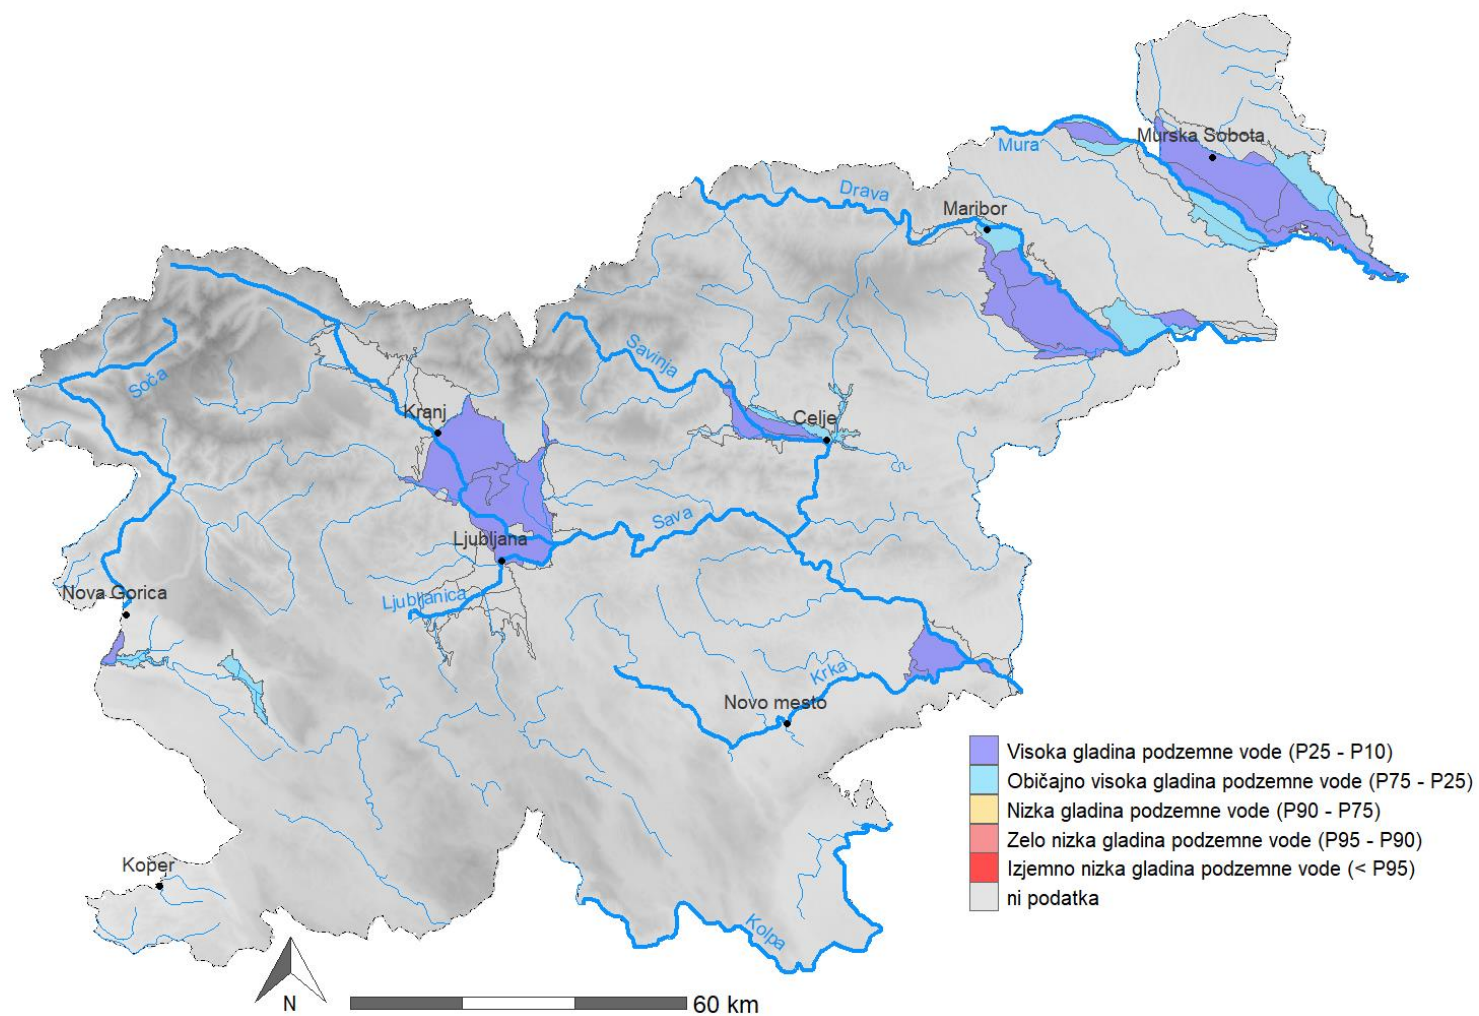 Murska Sobota
Mura
Drava
Maribor
Savinja
Soča
Kranj
Celje
Sava
Ljubljana
Nova Gorica
Ljubljanica
Krka
Novo mesto
Visoka gladina podzemne vode (P25 - P10)
Običajno visoka gladina podzemne vode (P75 - P25)
Nizka gladina podzemne vode (P90 - P75)
Zelo nizka gladina podzemne vode (P95 - P90)
Izjemno nizka gladina podzemne vode (< P95)
ni podatka
Koper
Kolpa
N
60 km